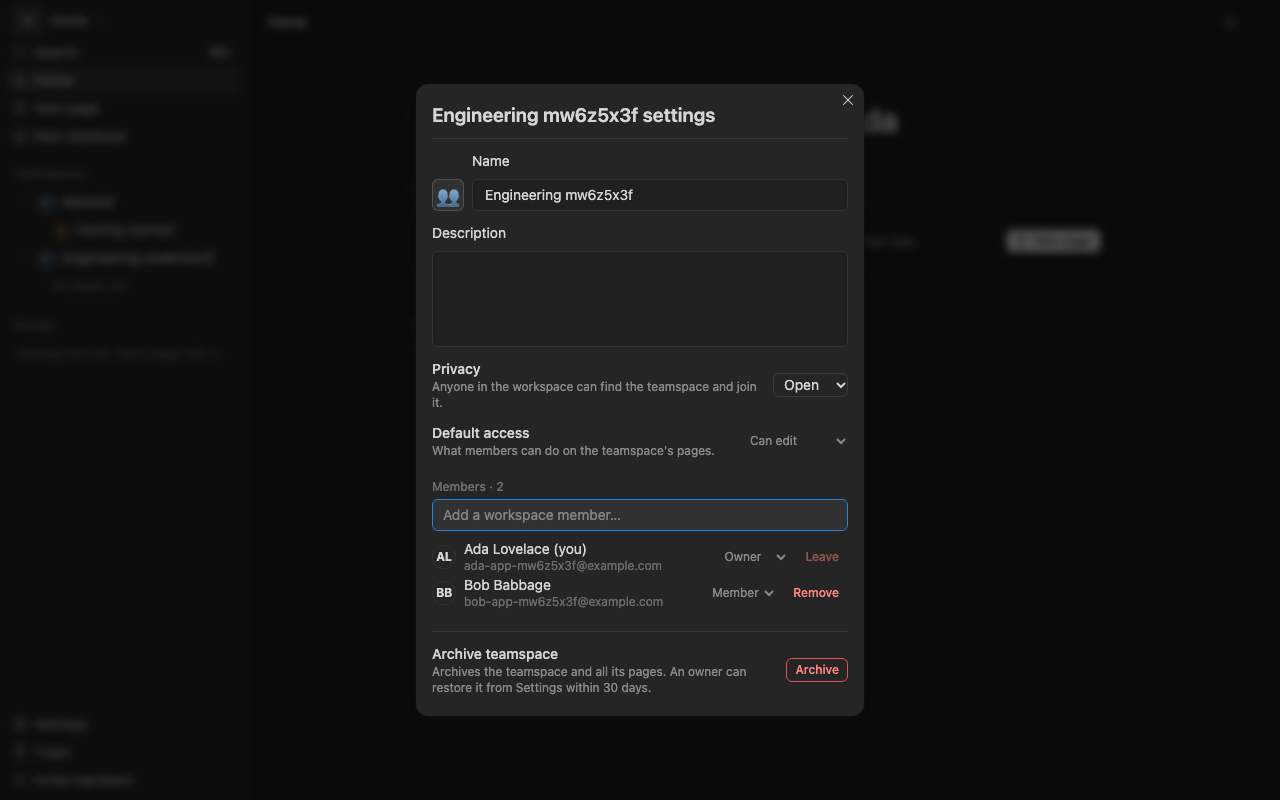 Engineering mw6z5x3f settings
Name
Engineering mw6z5x3f
Description
Privacy
Anyone in the workspace can find the teamspace and join
it.
Open
Default access
What members can do on the teamspace's pages.
Can edit
Members · 2
Add a workspace member...
AL
Ada Lovelace (you)
ada-app-mw6z5x3f@example.com
Owner
Leave
BB
Bob Babbage
bob-app-mw6z5x3f@example.com
Member
Remove
Archive teamspace
Archives the teamspace and all its pages. An owner can
restore it from Settings within 30 days.
Archive